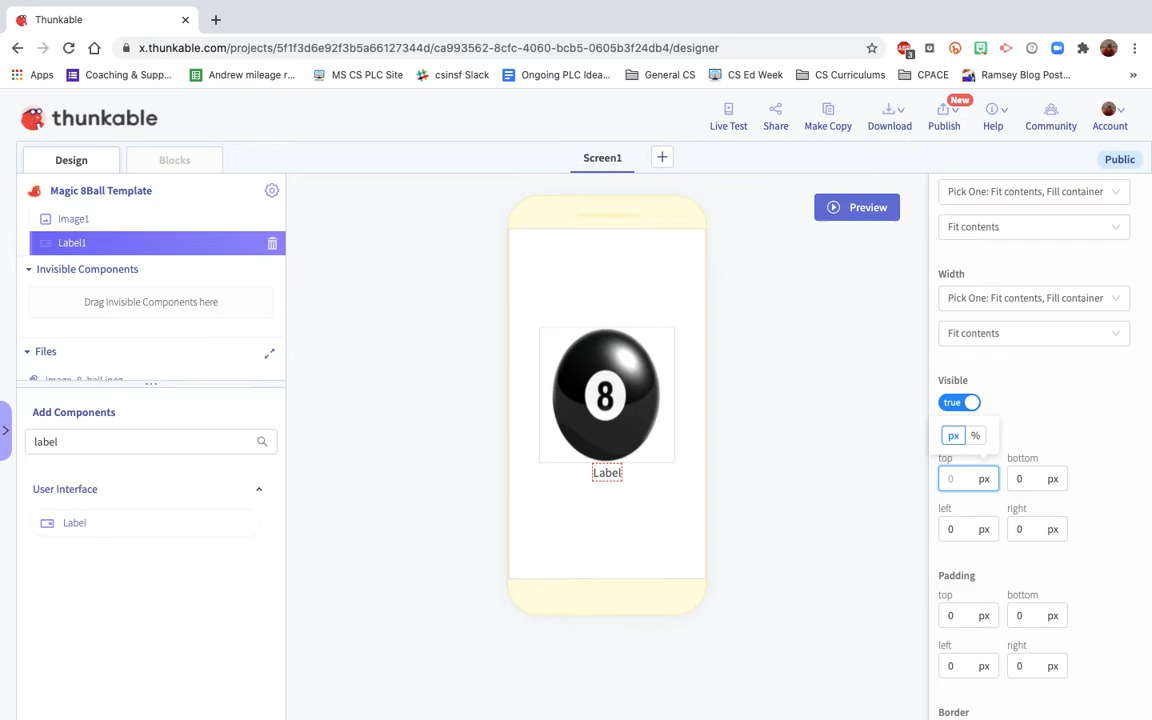 Thunkable
x.thunkable.com/projects/5f1f3d6e92f3b5a66127344d/ca993562-8cfc-4060-bcb5-0605b3f24db4/designer
3
Apps
Coaching & Supp...
Andrew mileage r...
MS CS PLC Site
csinsf Slack
Ongoing PLC Idea...
General CS
CS Ed Week
CS Curriculums
CPACE
Ramsey Blog Post...
»
thunkable
New
Live Test
Share
Make Copy
Download
Publish
Help
Community
Account
Design
Blocks
Screen1
Public
Magic 8Ball Template
Image1
Label1
Invisible Components
Drag Invisible Components here
Files
image_8_ball.jpeg
Add Components
label
User Interface
Label
Preview
8
Label
Pick One: Fit contents, Fill container
Fit contents
Width
Pick One: Fit contents, Fill container
Fit contents
Visible
true
px %
top bottom
0 px 0 px
left right
0 px 0 px
Padding
top bottom
0 px 0 px
left right
0 px 0 px
Border